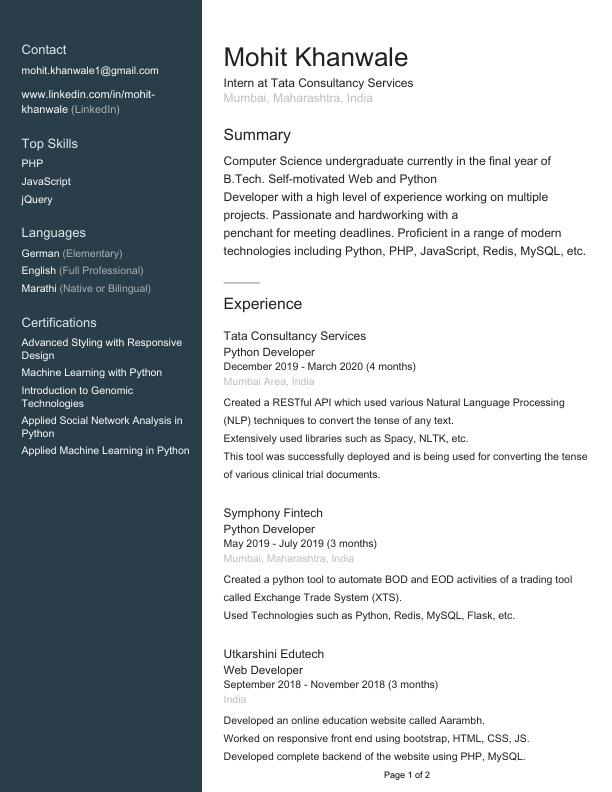 Contact
mohit.khanwale1@gmail.com
www.linkedin.com/in/mohit-
khanwale (LinkedIn)
Top Skills
PHP
JavaScript
jQuery
Languages
German (Elementary)
English (Full Professional)
Marathi (Native or Bilingual)
Certifications
Advanced Styling with Responsive
Design
Machine Learning with Python
Introduction to Genomic
Technologies
Applied Social Network Analysis in
Python
Applied Machine Learning in Python
Mohit Khanwale
Intern at Tata Consultancy Services
Mumbai, Maharashtra, India
Summary
Computer Science undergraduate currently in the final year of
B.Tech. Self-motivated Web and Python
Developer with a high level of experience working on multiple
projects. Passionate and hardworking with a
penchant for meeting deadlines. Proficient in a range of modern
technologies including Python, PHP, JavaScript, Redis, MySQL, etc.
Experience
Tata Consultancy Services
Python Developer
December 2019 - March 2020 (4 months)
Mumbai Area, India
Created a RESTful API which used various Natural Language Processing
(NLP) techniques to convert the tense of any text.
Extensively used libraries such as Spacy, NLTK, etc.
This tool was successfully deployed and is being used for converting the tense
of various clinical trial documents.
Symphony Fintech
Python Developer
May 2019 - July 2019 (3 months)
Mumbai, Maharashtra, India
Created a python tool to automate BOD and EOD activities of a trading tool
called Exchange Trade System (XTS).
Used Technologies such as Python, Redis, MySQL, Flask, etc.
Utkarshini Edutech
Web Developer
September 2018 - November 2018 (3 months)
India
Developed an online education website called Aarambh.
Worked on responsive front end using bootstrap, HTML, CSS, JS.
Developed complete backend of the website using PHP, MySQL.
Page 1 of 2